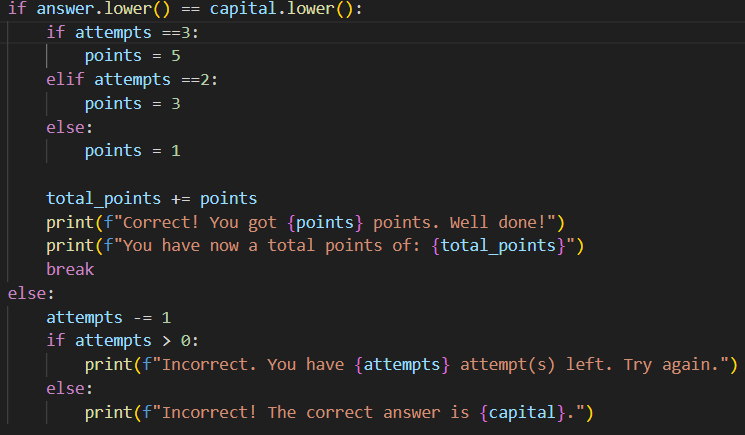 if answer.lower() == capital.lower():
    if attempts ==3:
        points = 5
    elif attempts ==2:
        points = 3
    else:
        points = 1

    total_points += points
    print(f"Correct! You got {points} points. Well done!")
    print(f"You have now a total points of: {total_points}")
    break
else:
    attempts -= 1
    if attempts > 0:
        print(f"Incorrect. You have {attempts} attempt(s) left. Try again.")
    else:
        print(f"Incorrect! The correct answer is {capital}.")